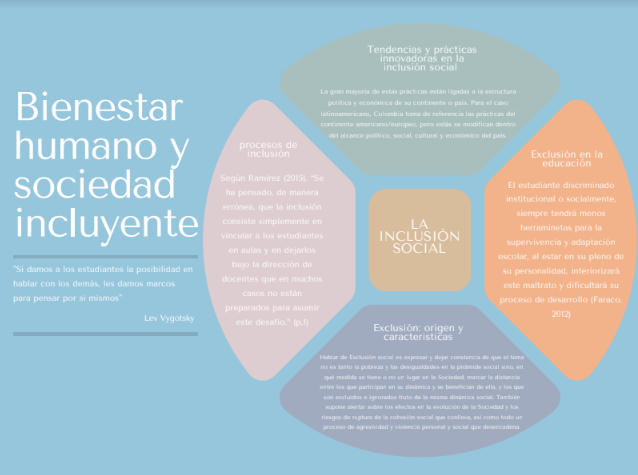 Bienestar
humano y
sociedad
incluyente
"Si damos a los estudiantes la posibilidad en
hablar con los demás, les damos marcos
para pensar por si mismos"
Lev Vygotsky
Tendencias y prácticas
innovadoras en la
inclusión social
La gran mayoría de estas prácticas están ligadas a la estructura
política y económica de su continente o país. Para el caso
latinoamericano, Colombia toma de referencia las prácticas del
continente americano/europeo, pero estás se modifican dentro
del alcance político, social, cultural y económico del país.
procesos de
inclusión
Según Ramírez (2015), "Se
ha pensado, de manera
errónea, que la inclusión
consiste simplemente en
vincular a los estudiantes
en aulas y en dejarlos
bajo la dirección de
docentes que en muchos
casos no están
preparados para asumir
este desafío." (p.1)
LA
INCLUSIÓN
SOCIAL
Exclusión en la
educación
El estudiante discriminado
institucional o socialmente,
siempre tendrá menos
herramientas para la
supervivencia y adaptación
escolar, al estar en su pleno de
su personalidad, interiorizará
este maltrato y dificultará su
proceso de desarrollo (Faraco,
2012)
Exclusión: origen y
características
Hablar de Exclusión social es expresar y dejar constancia de que el tema
no es tanto la pobreza y las desigualdades en la pirámide social sino, en
qué medida se tiene o no un lugar en la Sociedad, marcar la distancia
entre los que participan en su dinámica y se benefician de ella, y los que
son excluidos e ignorados fruto de la misma dinámica social. También
supone alertar sobre los efectos en la evolución de la Sociedad y los
riesgos de ruptura de la cohesión social que conlleva, así como todo un
proceso de agresividad y violencia personal y social que desencadena.